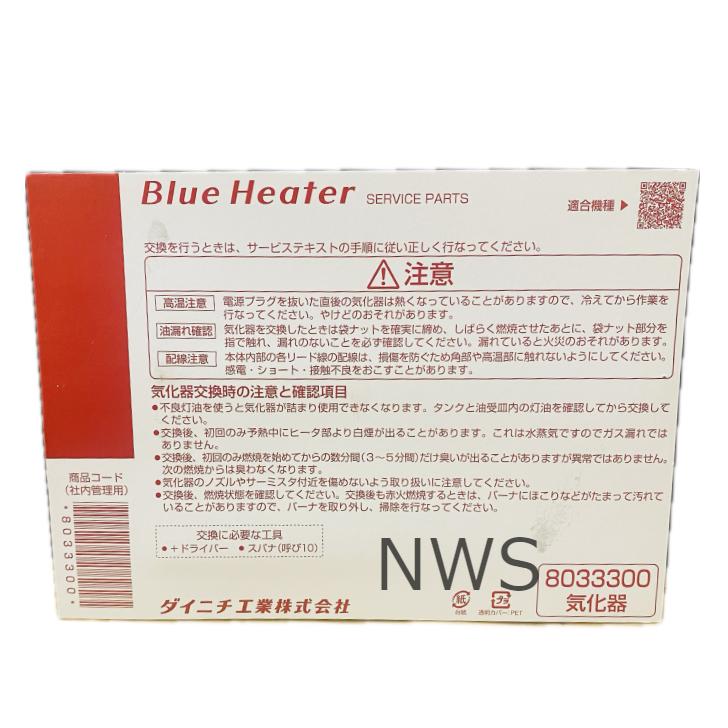 Blue Heater SERVICE PARTS
適合機種 ▶
交換を行うときは、サービステキストの手順に従い正しく行なってください。
⚠注意
高温注意 電源プラグを抜いた直後の気化器は熱くなっていることがありますので、冷えてから作業を
行なってください。やけどのおそれがあります。
油漏れ確認 気化器を交換したときは袋ナットを確実に締め、しばらく燃焼させたあとに、袋ナット部分を
指で触れ、漏れのないことを必ず確認してください。漏れていると火災のおそれがあります。
配線注意 本体内部の各リード線の配線は、損傷を防ぐため角部や高温部に触れないようにしてください。
感電・ショート・接触不良をおこすことがあります。
気化器交換時の注意と確認項目
●不良灯油を使うと気化器が詰まり使用できなくなります。タンクと油受皿内の灯油を確認してから交換して
ください。
●交換後、初回のみ予熱中にヒータ部より白煙が出ることがあります。これは水蒸気ですのでガス漏れでは
ありません。
●交換後、初回のみ燃焼を始めてからの数分間(3〜5分間)だけ臭いが出ることがありますが異常ではありません。
次の燃焼からは臭わなくなります。
●気化器のノズルやサーミスタ付近を傷めないよう取り扱いに注意してください。
●交換後、燃焼状態を確認してください。交換後も赤火燃焼するときは、バーナにほこりなどがたまって汚れて
いることがありますので、バーナを取り外し、掃除を行なってください。
商品コード
(社内管理用)
*8033300*
交換に必要な工具
●+ドライバー ●スパナ(呼び10)
NWS
ダイニチ工業株式会社
紙
台紙
プラ
透明カバー:PET
8033300
気化器